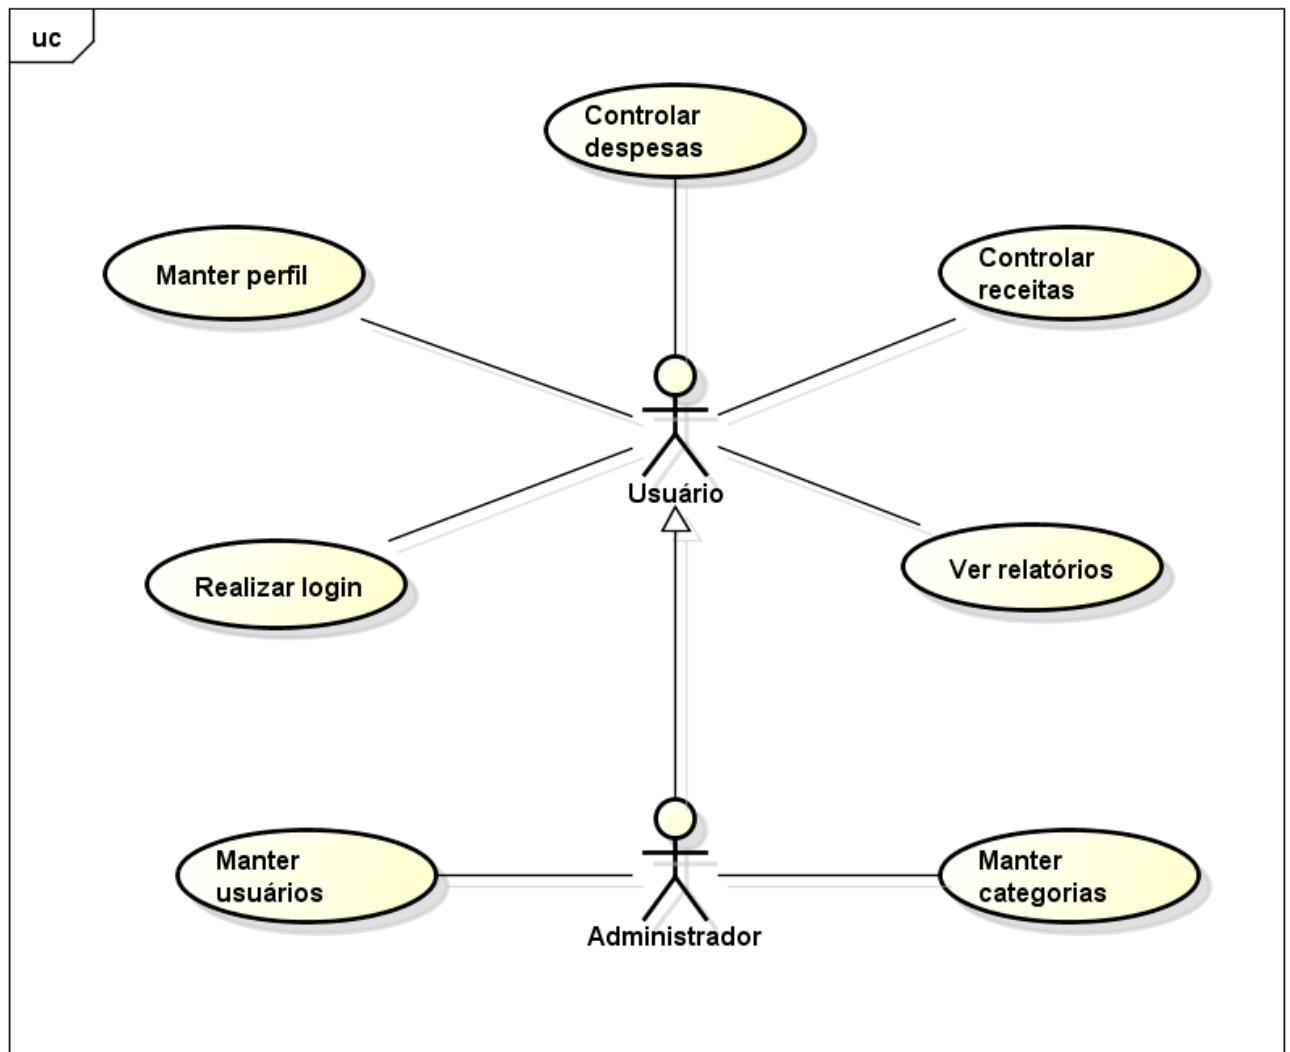 uc
Controlar
despesas
Manter perfil
Controlar
receitas
Usuário
Realizar login
Ver relatórios
Manter
usuários
Administrador
Manter
categorias